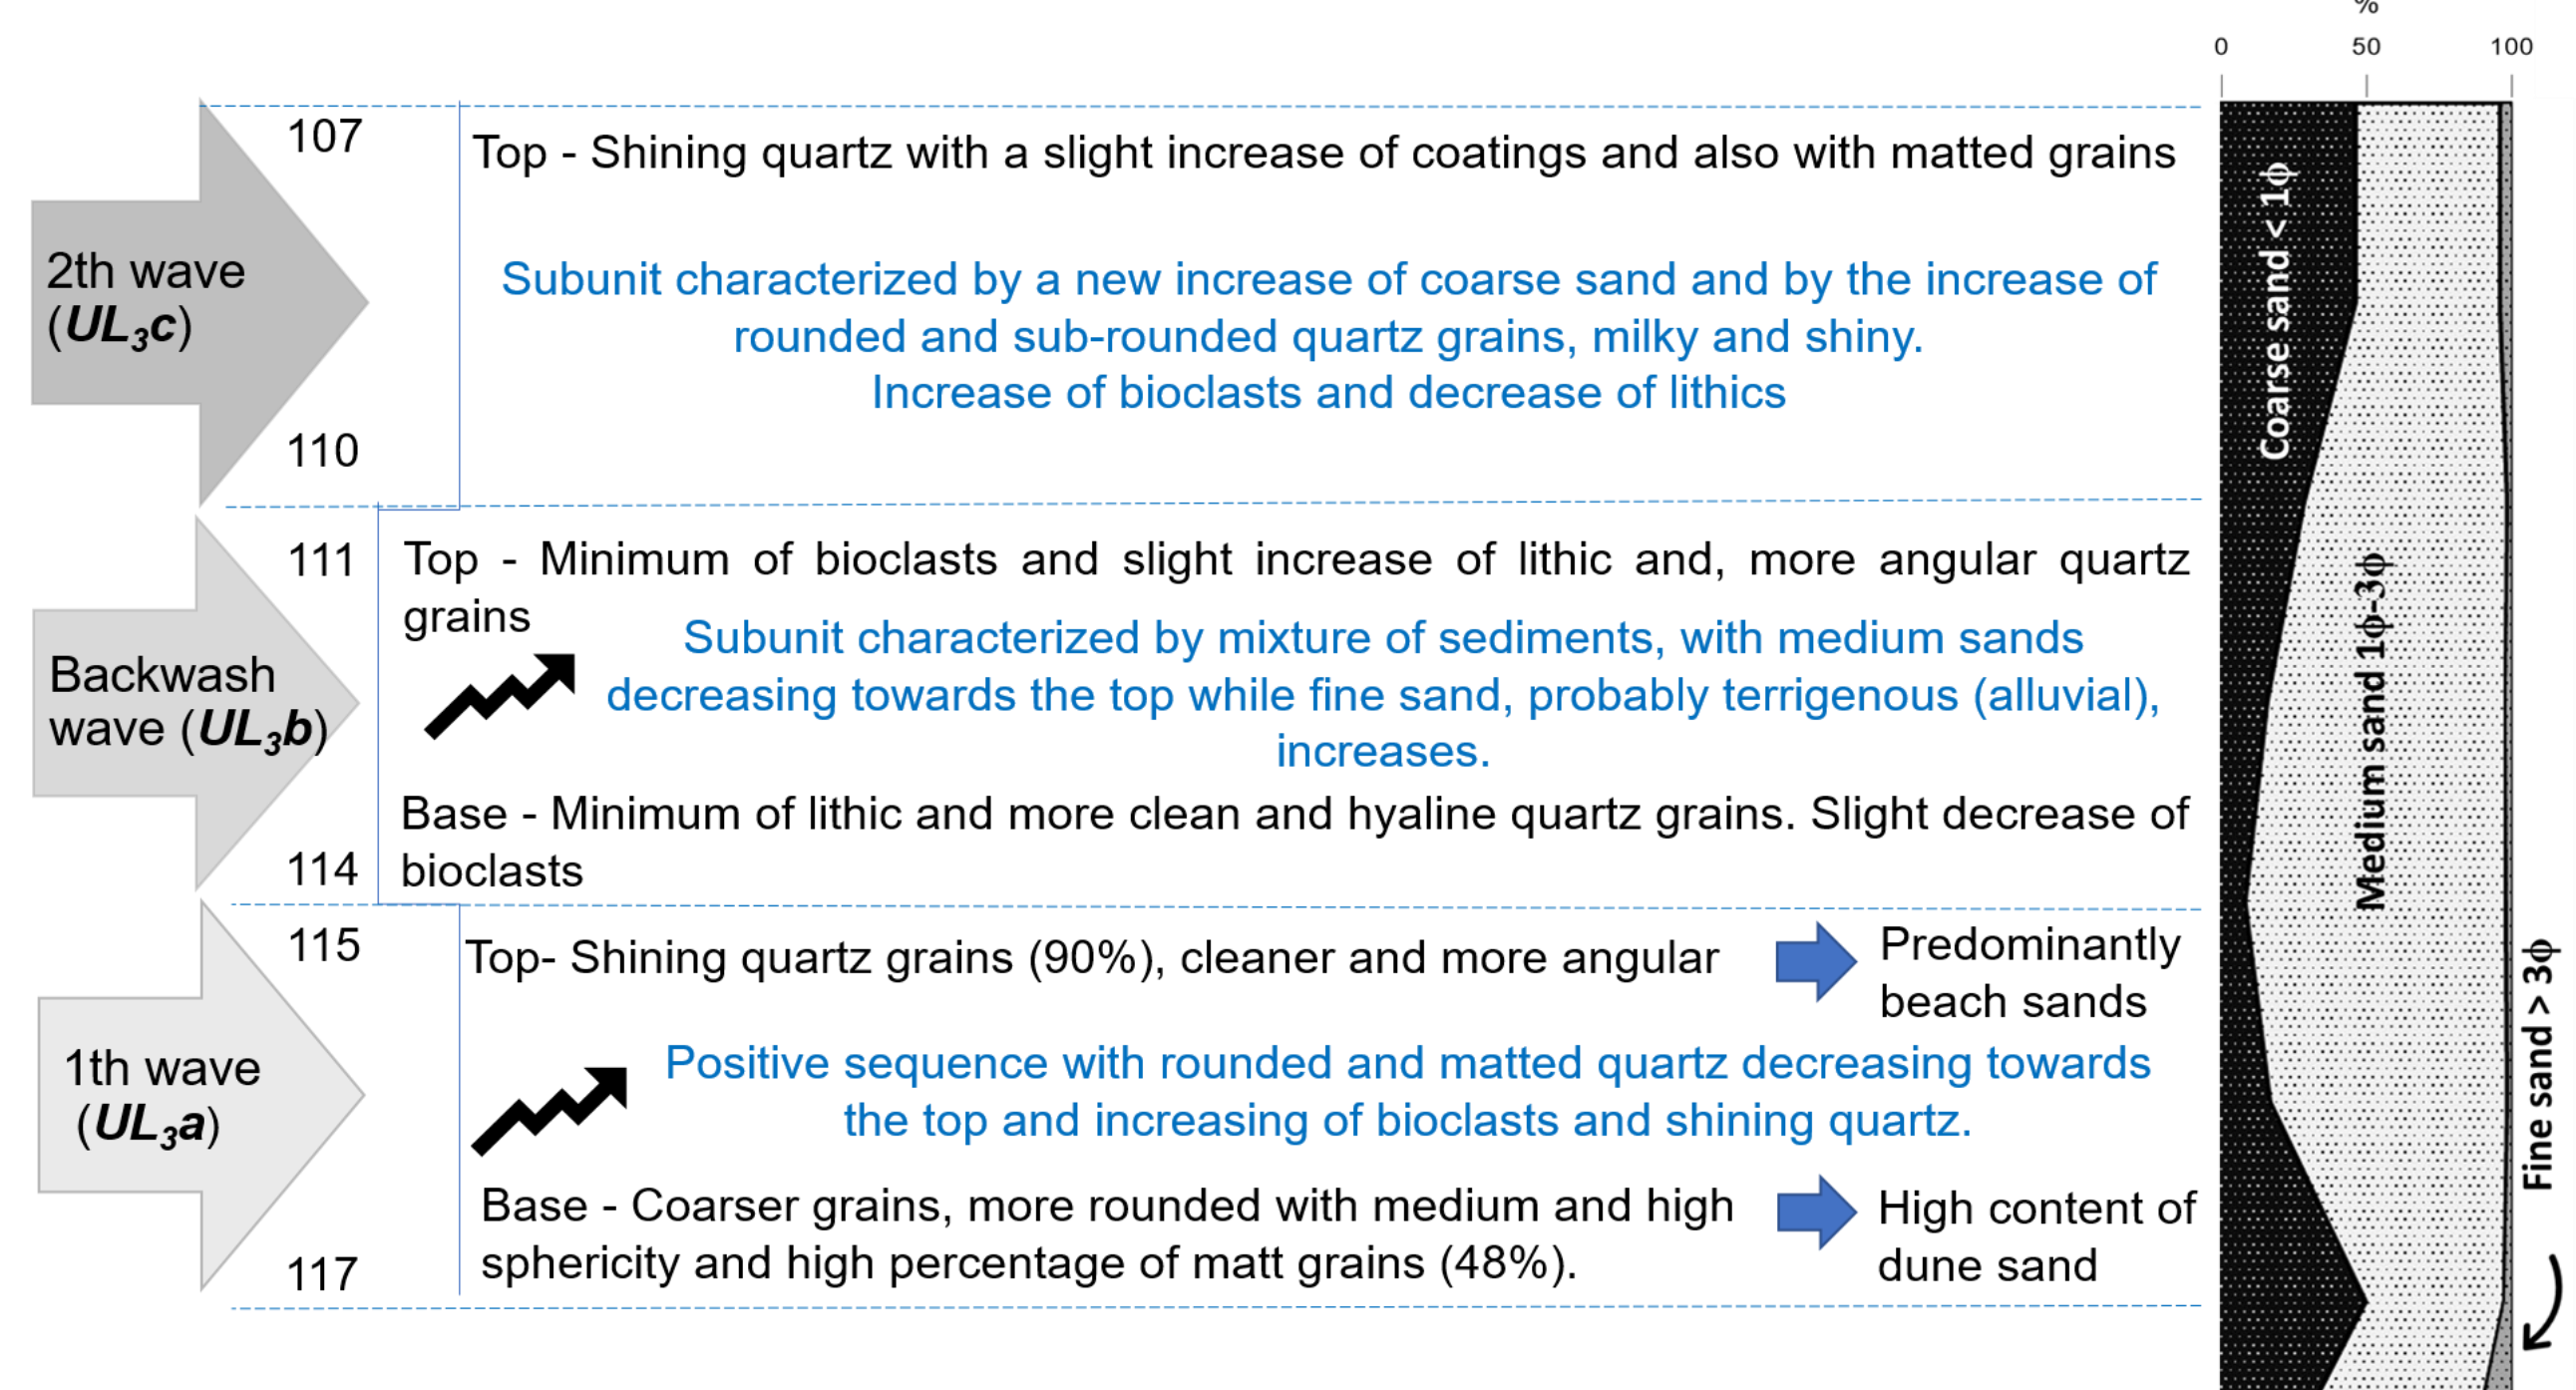 %
0 50 100
107
Top - Shining quartz with a slight increase of coatings and also with matted grains
2th wave
(UL3c)
Subunit characterized by a new increase of coarse sand and by the increase of
rounded and sub-rounded quartz grains, milky and shiny.
Increase of bioclasts and decrease of lithics
110
111
Top - Minimum of bioclasts and slight increase of lithic and, more angular quartz
grains
Backwash
wave (UL3b)
Subunit characterized by mixture of sediments, with medium sands
decreasing towards the top while fine sand, probably terrigenous (alluvial),
increases.
Base - Minimum of lithic and more clean and hyaline quartz grains. Slight decrease of
bioclasts
114
115
Top- Shining quartz grains (90%), cleaner and more angular
Predominantly
beach sands
1th wave
(UL3a)
Positive sequence with rounded and matted quartz decreasing towards
the top and increasing of bioclasts and shining quartz.
Base - Coarser grains, more rounded with medium and high
sphericity and high percentage of matt grains (48%).
High content of
dune sand
117
Coarse sand < 1ϕ
Medium sand 1ϕ-3ϕ
Fine sand > 3ϕ